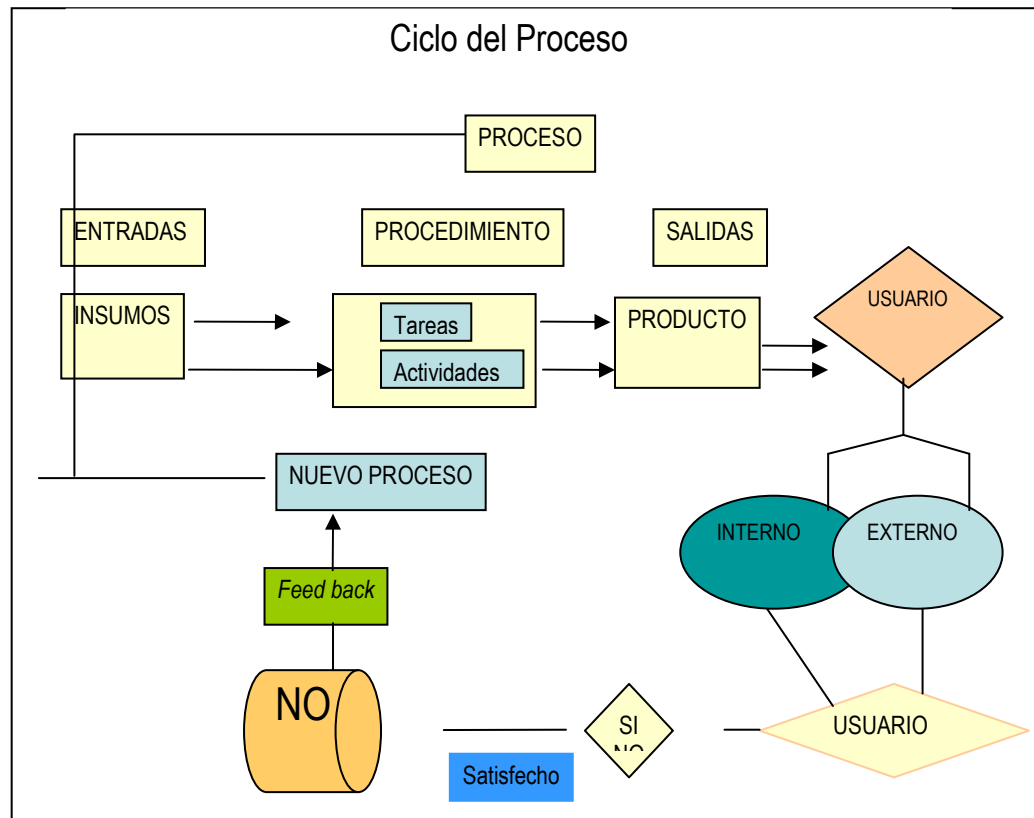 Ciclo del Proceso
PROCESO
ENTRADAS
PROCEDIMIENTO
SALIDAS
INSUMOS
Tareas
Actividades
PRODUCTO
USUARIO
NUEVO PROCESO
INTERNO
EXTERNO
Feed back
NO
SI
NO
Satisfecho
USUARIO